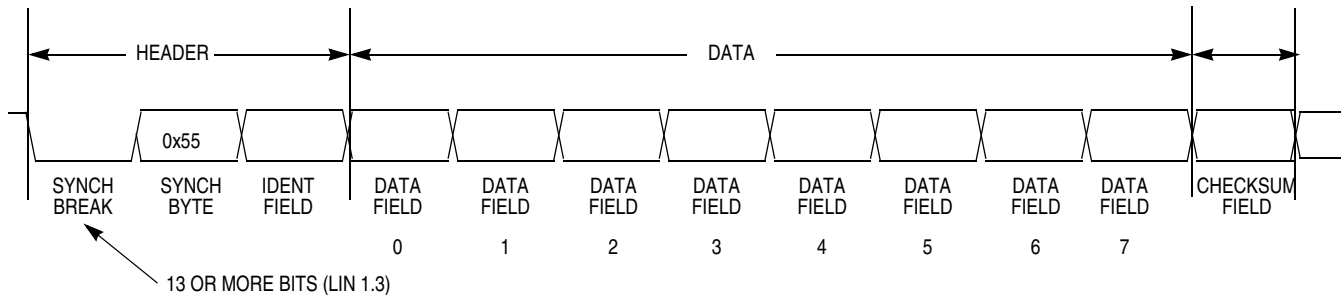 HEADER
DATA
0x55
SYNCH BREAK
SYNCH BYTE
IDENT FIELD
DATA FIELD 0
DATA FIELD 1
DATA FIELD 2
DATA FIELD 3
DATA FIELD 4
DATA FIELD 5
DATA FIELD 6
DATA FIELD 7
CHECKSUM FIELD
13 OR MORE BITS (LIN 1.3)